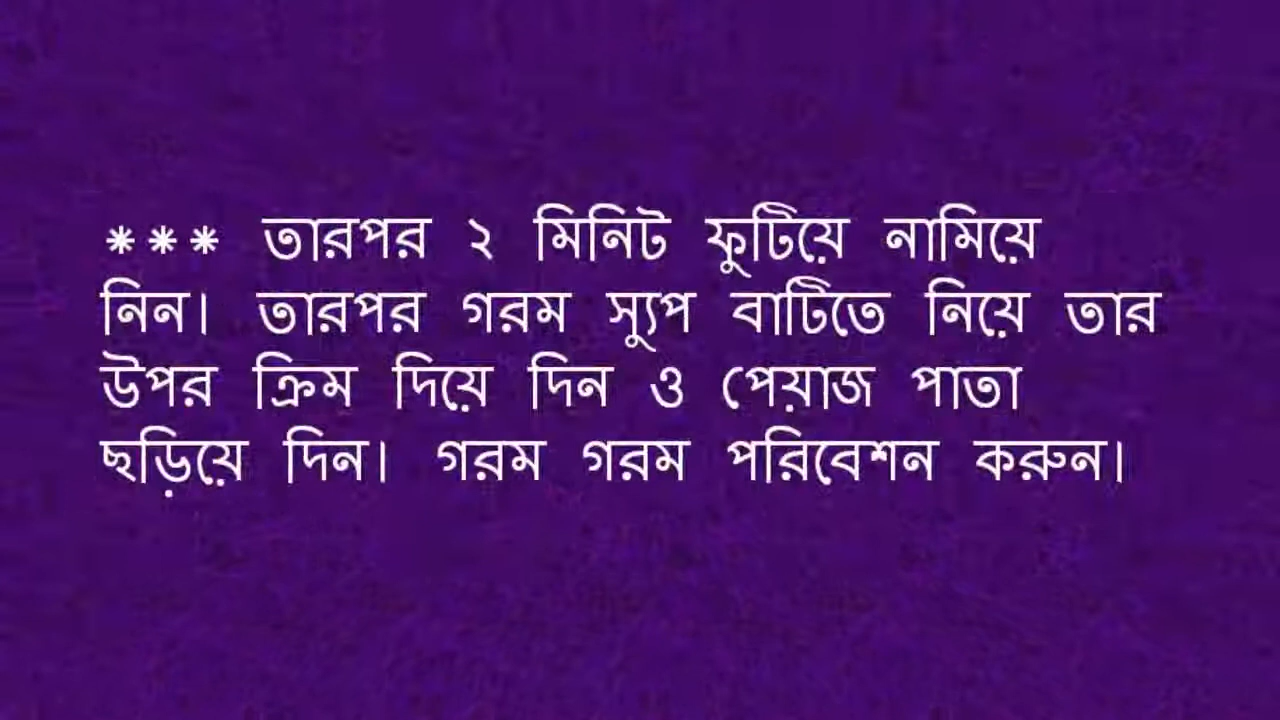 *** তারপর ২ মিনিট ফুটিয়ে নামিয়ে
নিন। তারপর গরম স্যুপ বাটিতে নিয়ে তার
উপর ক্রিম দিয়ে দিন ও পেয়াজ পাতা
ছড়িয়ে দিন। গরম গরম পরিবেশন করুন।